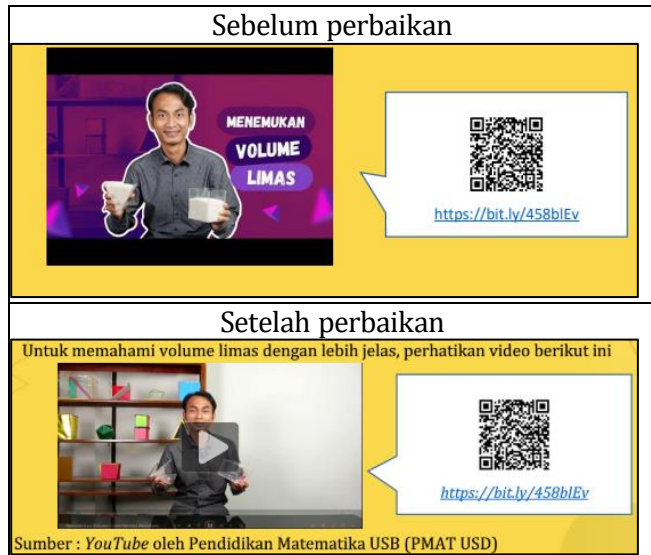 Sebelum perbaikan
MENEMUKAN
VOLUME
LIMAS
https://bit.ly/458blEv
Setelah perbaikan
Untuk memahami volume limas dengan lebih jelas, perhatikan video berikut ini
https://bit.ly/458blEv
Sumber : YouTube oleh Pendidikan Matematika USB (PMAT USD)